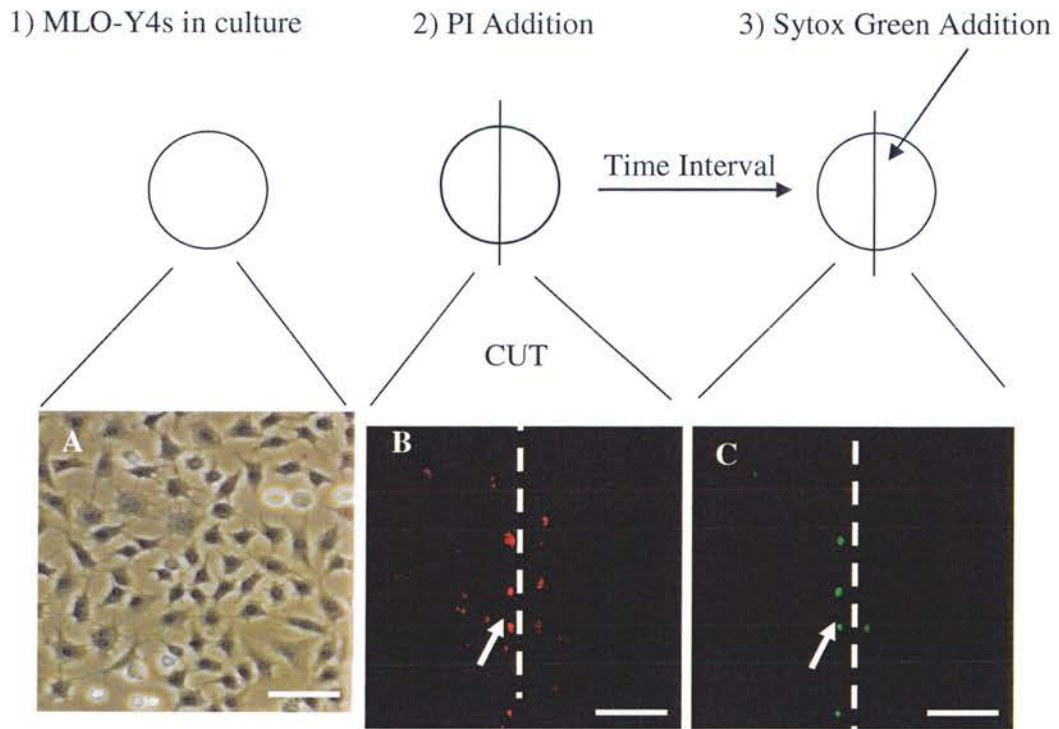 1) MLO-Y4s in culture
2) PI Addition
3) Sytox Green Addition
Time Interval
CUT
A
B
C